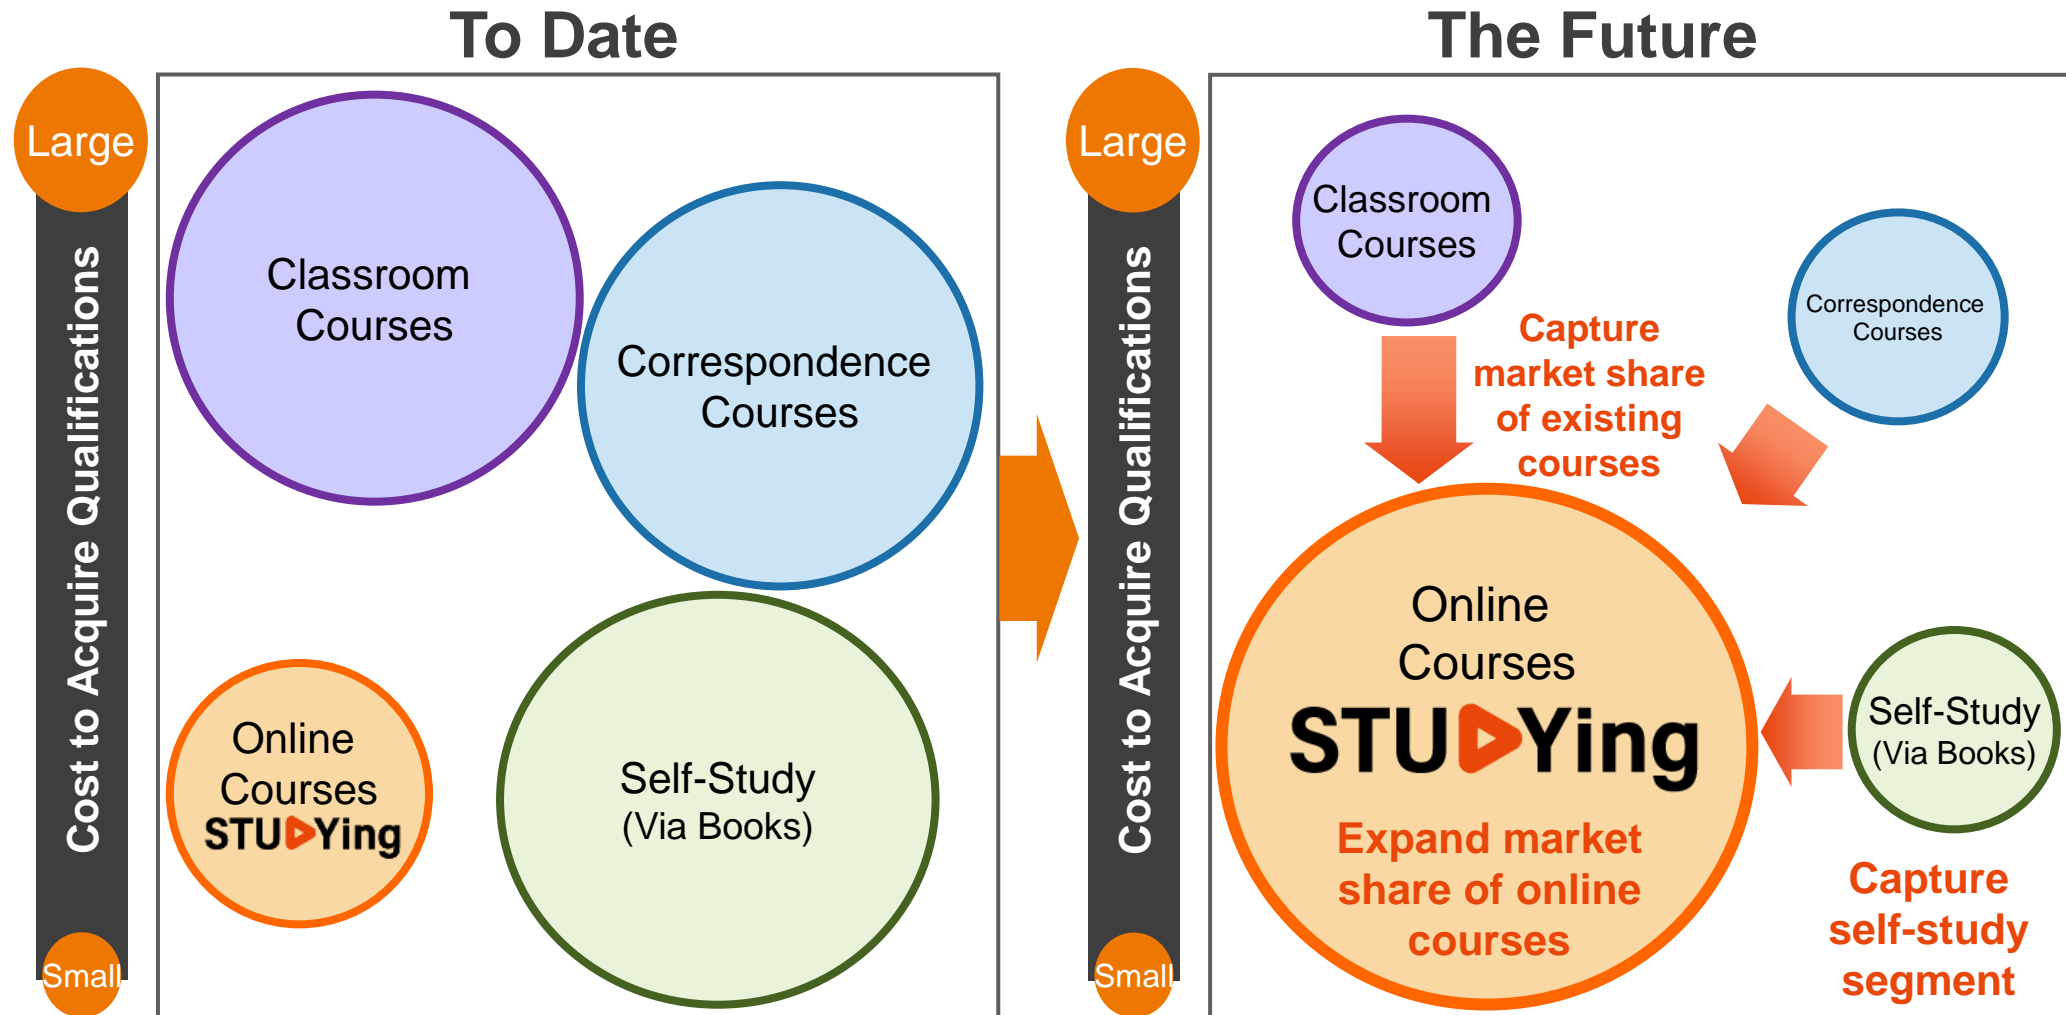 To Date
Large
Cost to Acquire Qualifications
Small
Classroom
Courses
Correspondence
Courses
Online
Courses
STUDYing
Self-Study
(Via Books)
The Future
Large
Cost to Acquire Qualifications
Small
Classroom
Courses
Correspondence
Courses
Capture
market share
of existing
courses
Online
Courses
STUDYing
Expand market
share of online
courses
Self-Study
(Via Books)
Capture
self-study
segment